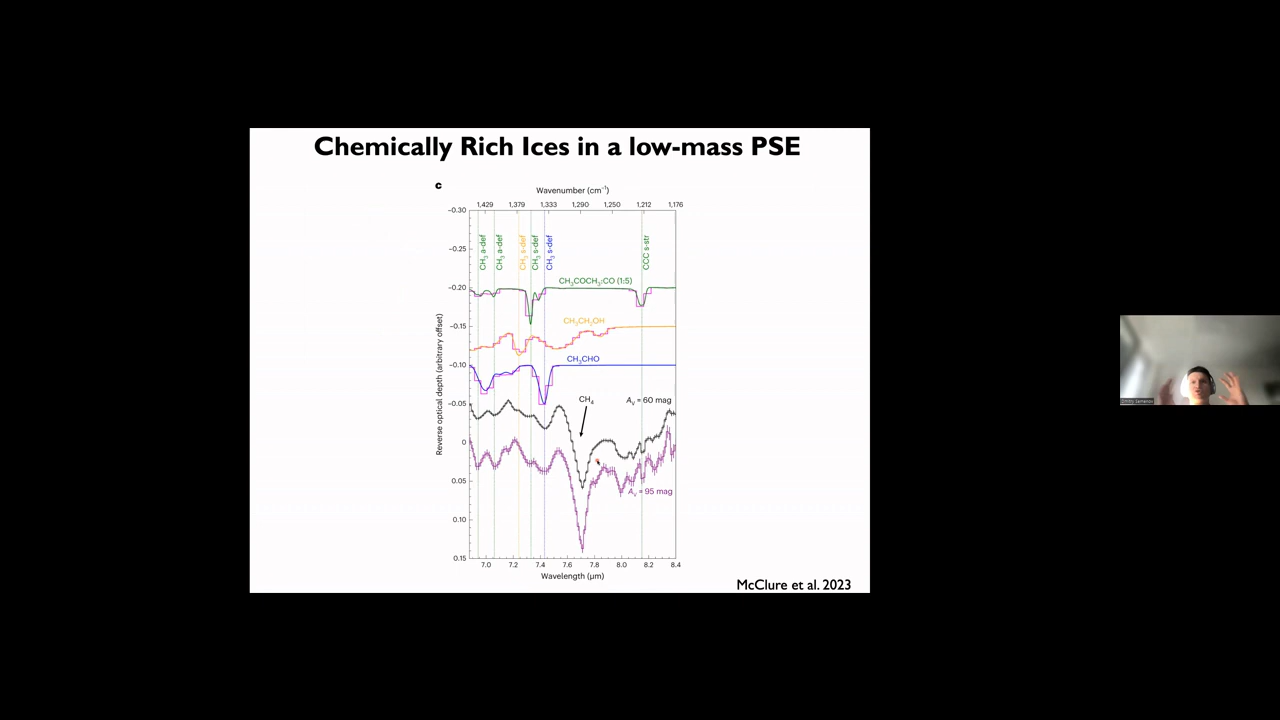 Chemically Rich Ices in a low-mass PSE
c
Wavenumber (cm⁻¹)
1,429 1,379 1,333 1,290 1,250 1,212 1,176
−0.30
−0.25
−0.20
−0.15
−0.10
−0.05
0
0.05
0.10
0.15
Reverse optical depth (arbitrary offset)
CH₃ a-def
CH₃ a-def
CH₃ s-def
CH₃ s-def
CH₃ s-def
CCC s-str
CH₃COCH₃:CO (1:5)
CH₃CH₂OH
CH₃CHO
CH₄
Aᵥ = 60 mag
Aᵥ = 95 mag
7.0 7.2 7.4 7.6 7.8 8.0 8.2 8.4
Wavelength (μm)
McClure et al. 2023
Dmitry Semenov